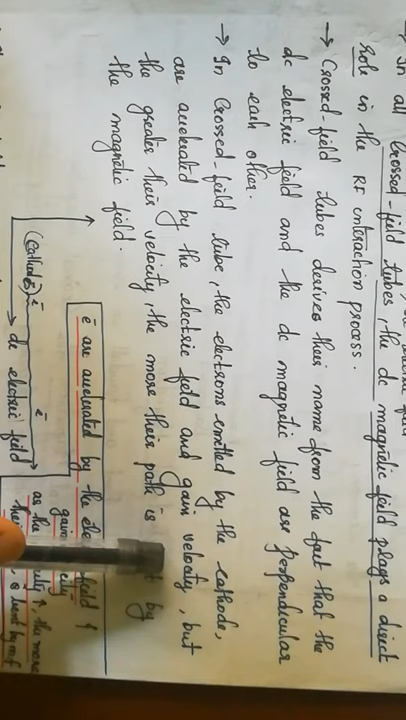 → In all Crossed-field tubes, the dc magnetic field plays a direct
role in the RF interaction process.
→ Crossed-field tubes derives their name from the fact that the
dc electric field and the dc magnetic field are perpendicular
to each other.
→ In Crossed-field tube, the electrons emitted by the cathode,
are accelerated by the electric field and gain velocity, but
the greater their velocity, the more their path is by
the magnetic field.
ē are accelerated by the field &
gain
as the , the more
(Cathode) ē
ē
→ dc electric field